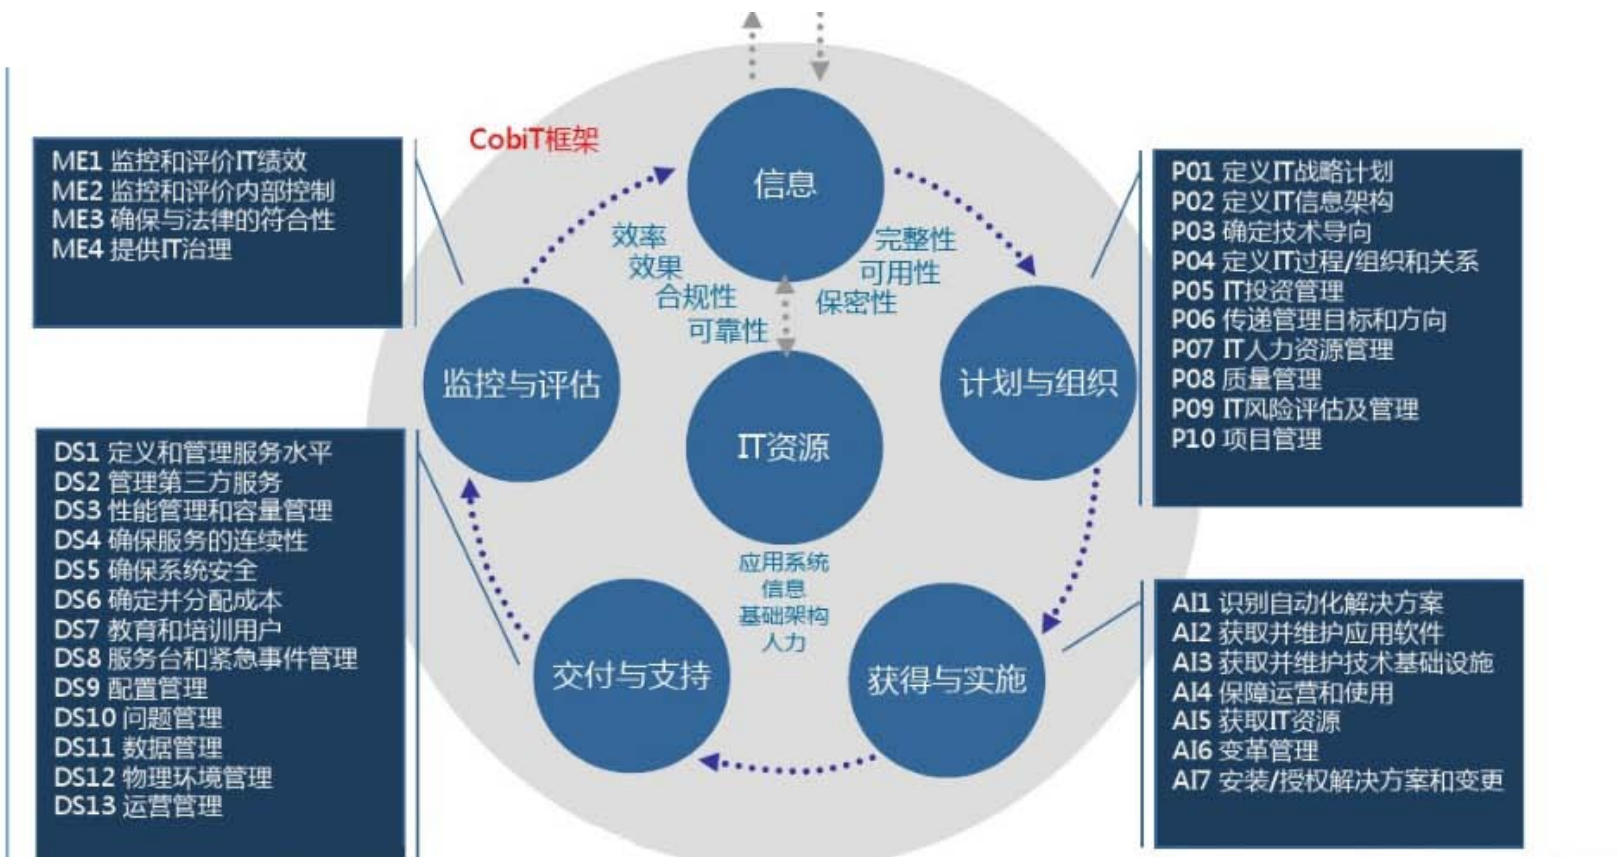 CobiT框架
ME1 监控和评价IT绩效
ME2 监控和评价内部控制
ME3 确保与法律的符合性
ME4 提供IT治理
信息
效率
效果
合规性
可靠性
完整性
可用性
保密性
P01 定义IT战略计划
P02 定义IT信息架构
P03 确定技术导向
P04 定义IT过程/组织和关系
P05 IT投资管理
P06 传递管理目标和方向
P07 IT人力资源管理
P08 质量管理
P09 IT风险评估及管理
P10 项目管理
监控与评估
IT资源
计划与组织
应用系统
信息
基础架构
人力
DS1 定义和管理服务水平
DS2 管理第三方服务
DS3 性能管理和容量管理
DS4 确保服务的连续性
DS5 确保系统安全
DS6 确定并分配成本
DS7 教育和培训用户
DS8 服务台和紧急事件管理
DS9 配置管理
DS10 问题管理
DS11 数据管理
DS12 物理环境管理
DS13 运营管理
交付与支持
获得与实施
AI1 识别自动化解决方案
AI2 获取并维护应用软件
AI3 获取并维护技术基础设施
AI4 保障运营和使用
AI5 获取IT资源
AI6 变革管理
AI7 安装/授权解决方案和变更